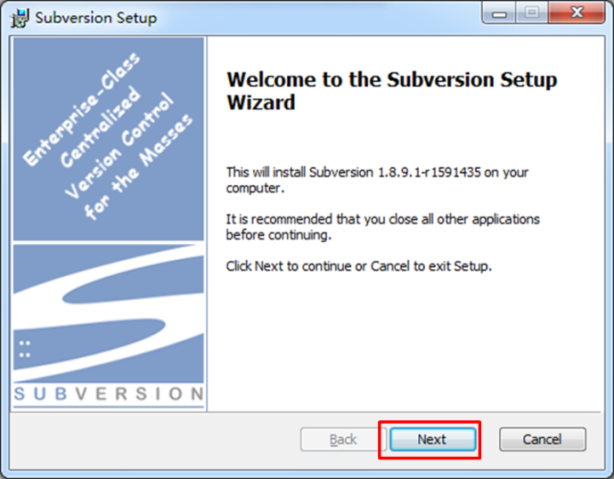 Subversion Setup
Enterprise-Class
Centralized
Version Control
for the Masses
SUBVERSION
Welcome to the Subversion Setup
Wizard
This will install Subversion 1.8.9.1-r1591435 on your
computer.
It is recommended that you close all other applications
before continuing.
Click Next to continue or Cancel to exit Setup.
Back
Next
Cancel